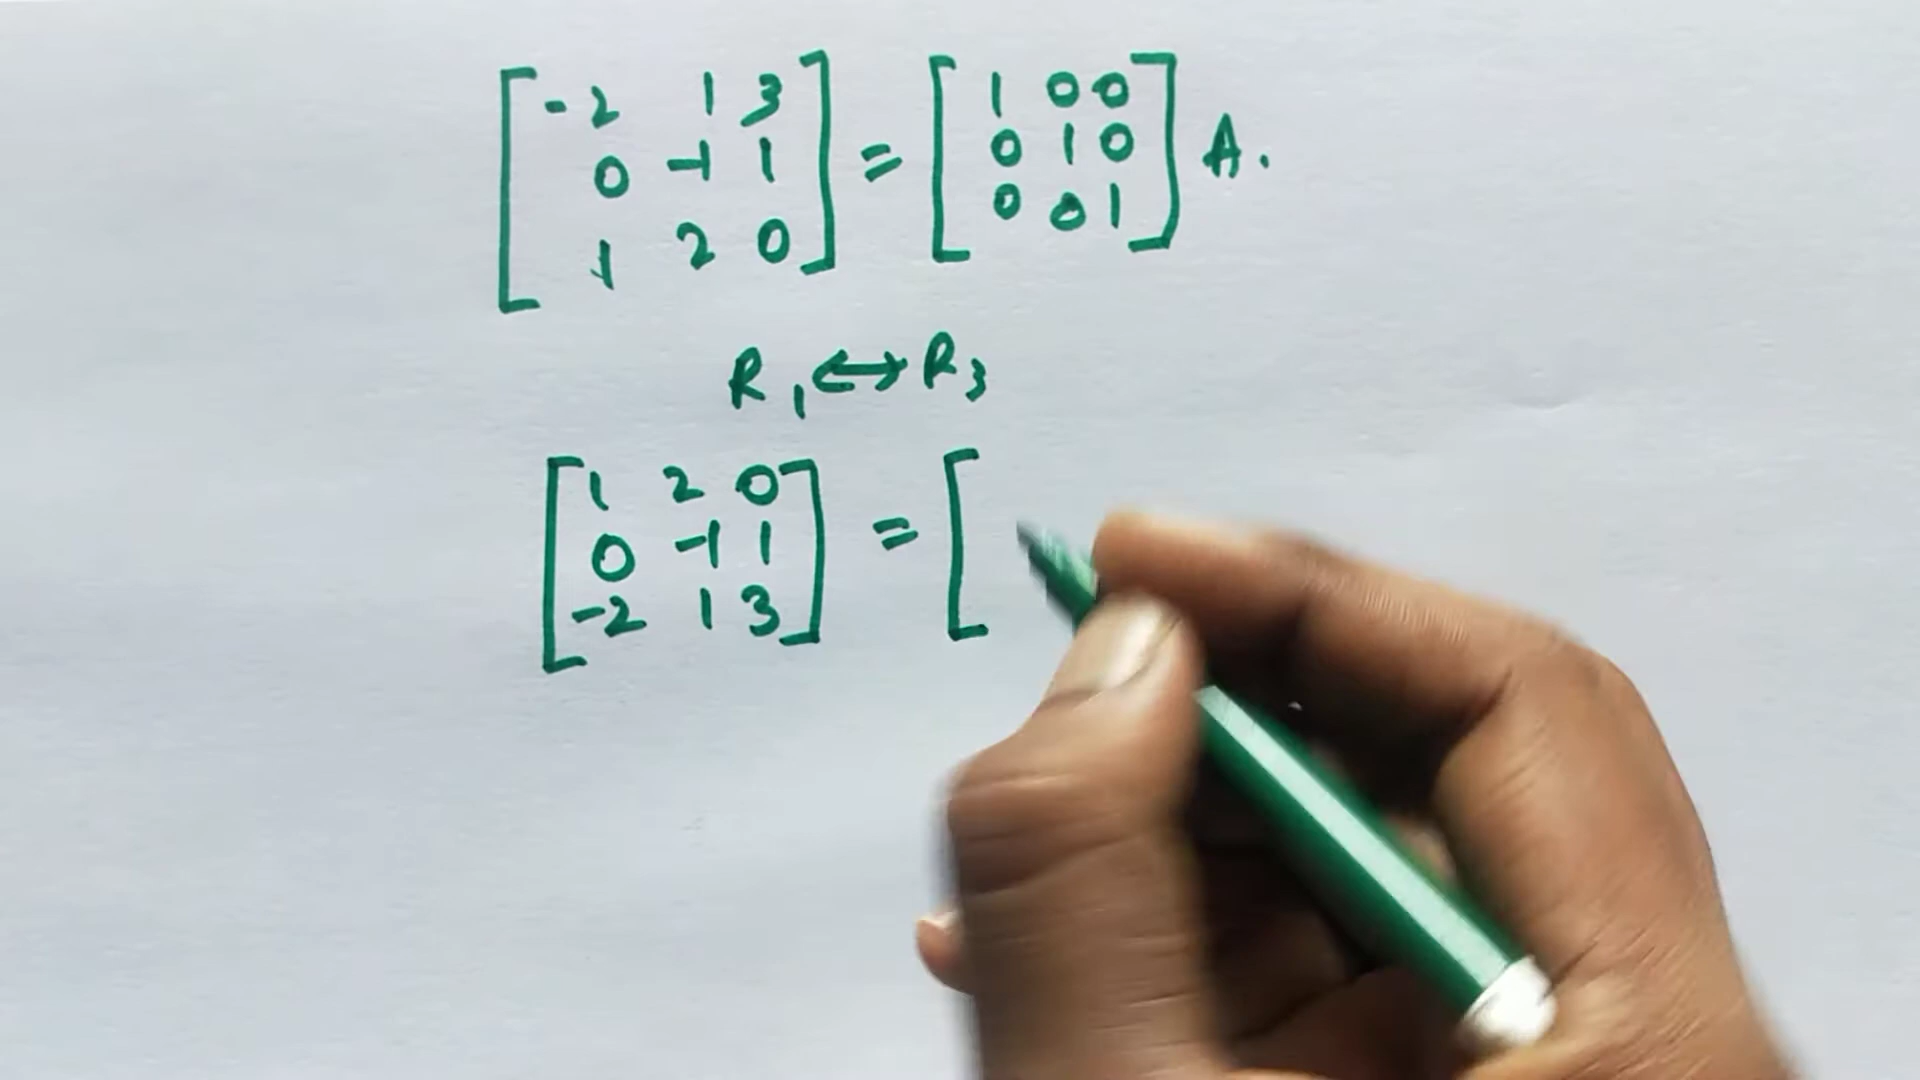 [-2 1 3 = [1 0 0
0 -1 1 0 1 0 A.
1 2 0] 0 0 1]
R1 ↔ R3
[1 2 0
0 -1 1 = [
-2 1 3]